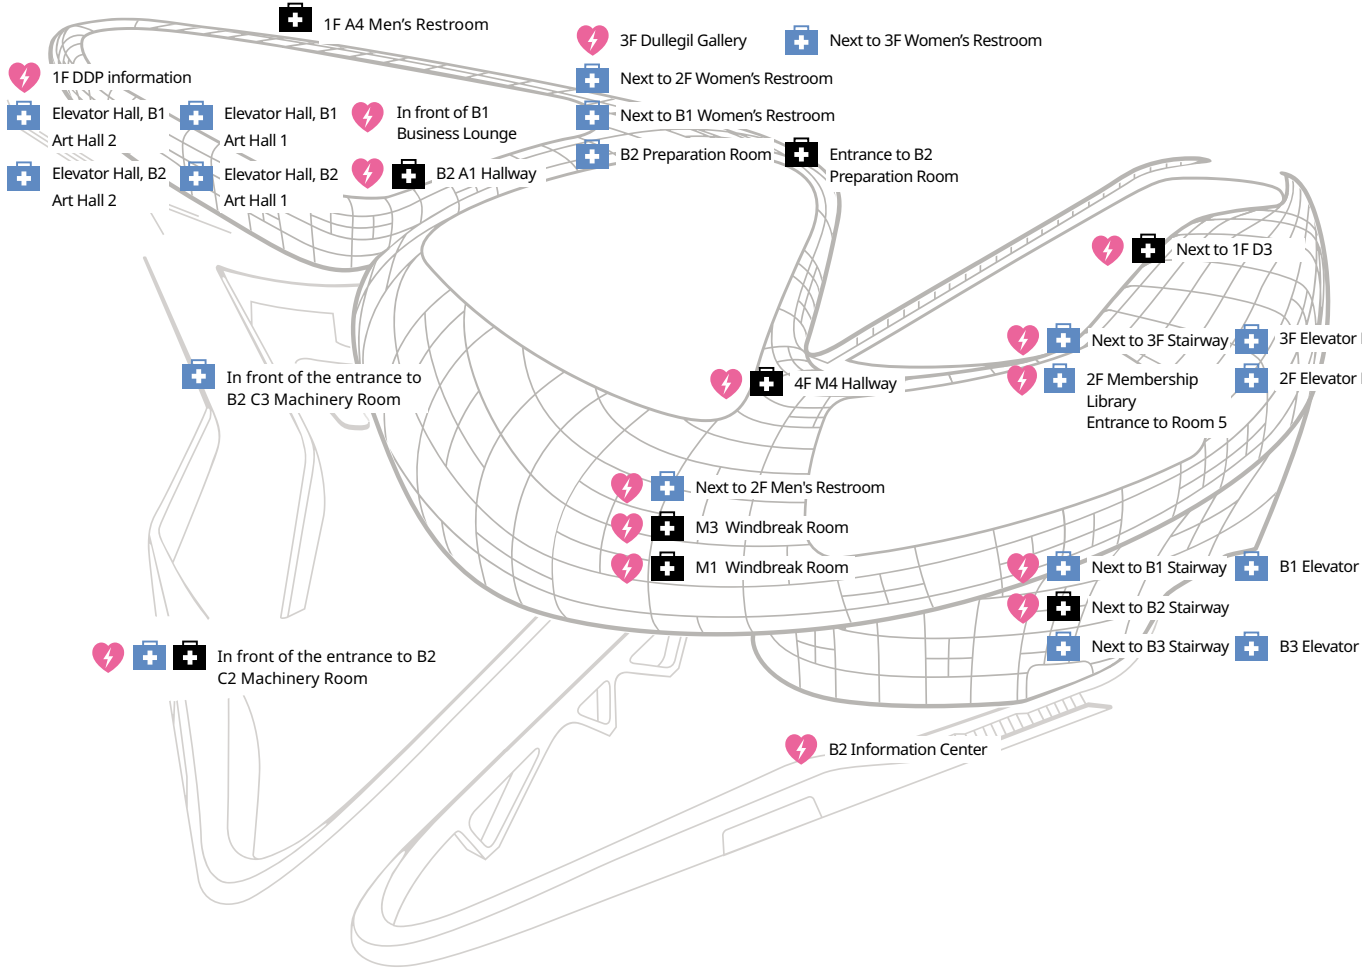 1F A4 Men’s Restroom
3F Dullegil Gallery
Next to 3F Women’s Restroom
1F DDP information
Next to 2F Women’s Restroom
Elevator Hall, B1
Art Hall 2
Elevator Hall, B1
Art Hall 1
In front of B1
Business Lounge
Next to B1 Women’s Restroom
B2 Preparation Room
Entrance to B2
Preparation Room
Elevator Hall, B2
Art Hall 2
Elevator Hall, B2
Art Hall 1
B2 A1 Hallway
Next to 1F D3
Next to 3F Stairway
3F Elevator
In front of the entrance to
B2 C3 Machinery Room
4F M4 Hallway
2F Membership
Library
Entrance to Room 5
2F Elevator
Next to 2F Men's Restroom
M3 Windbreak Room
M1 Windbreak Room
Next to B1 Stairway
B1 Elevator
Next to B2 Stairway
Next to B3 Stairway
B3 Elevator
In front of the entrance to B2
C2 Machinery Room
B2 Information Center